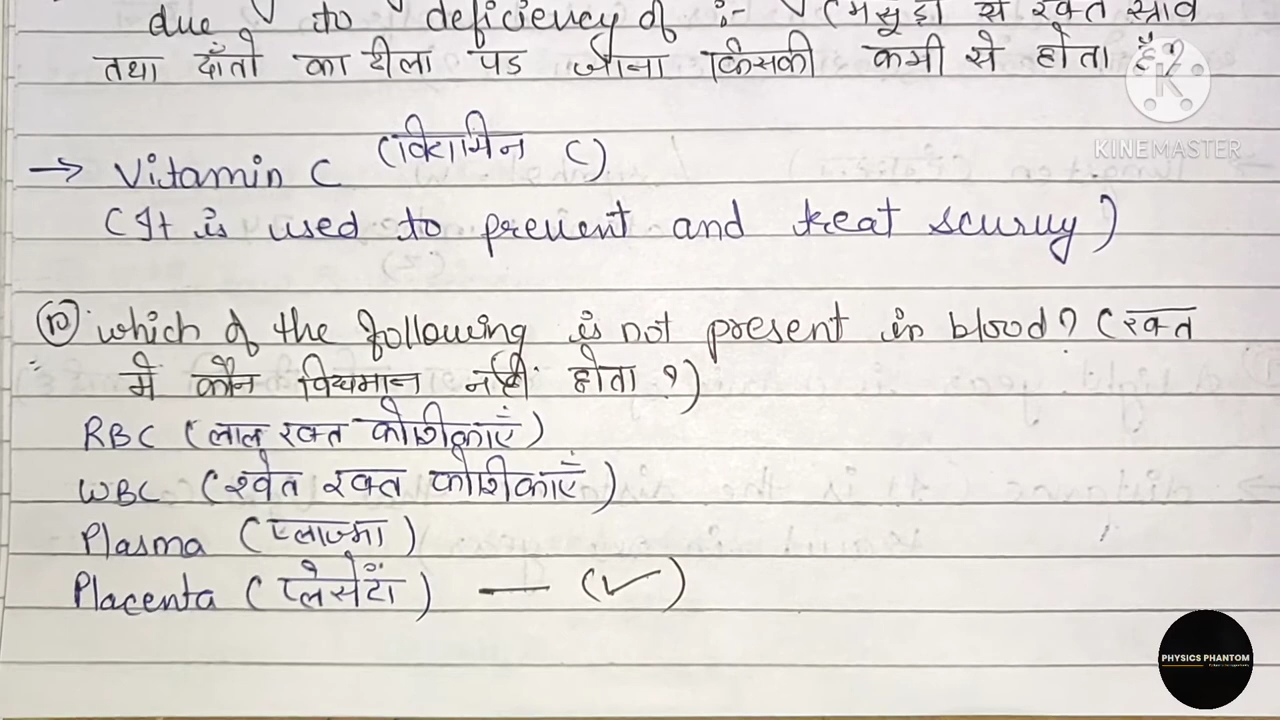 due to deficiency of :- (मसूड़ो से रक्त स्त्राव
तथा दाँतो का ढीला पड जाना किसकी कमी से होता है?
KINEMASTER
→ Vitamin C (विटामिन C)
(It is used to prevent and treat scurvy)
⑩ which of the following is not present in blood? (रक्त
मे कौन विद्यमान नही होता ?)
RBC (लाल रक्त कोशीकाएँ)
WBC (श्वेत रक्त कोशीकाएँ)
Plasma (प्लाज्मा)
Placenta (प्लेसेंटा) — (✓)
PHYSICS PHANTOM